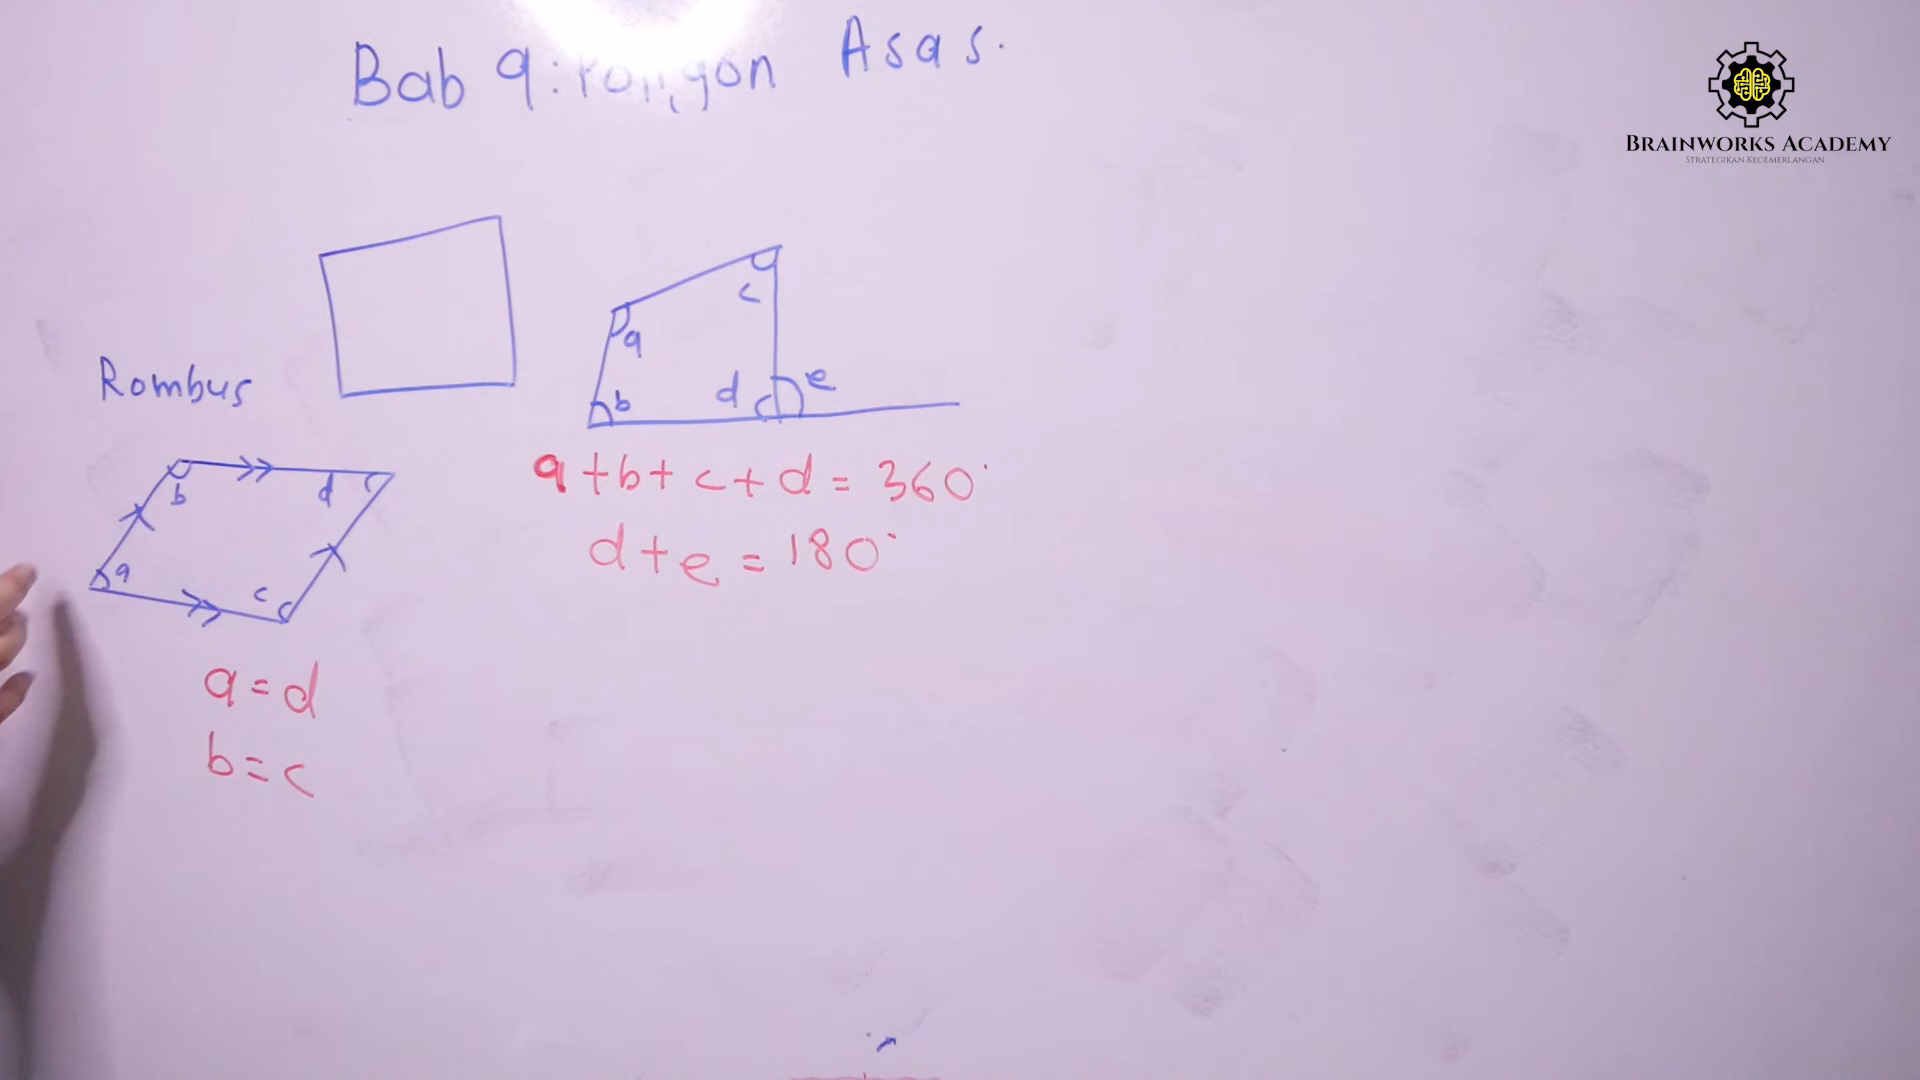 Bab 9: Poligon Asas.
BRAINWORKS ACADEMY
STRATEGIKAN KECEMERLANGAN
Rombus
a
b
c
d
e
b
d
a
c
a+b+c+d = 360°
d+e = 180°
a=d
b=c